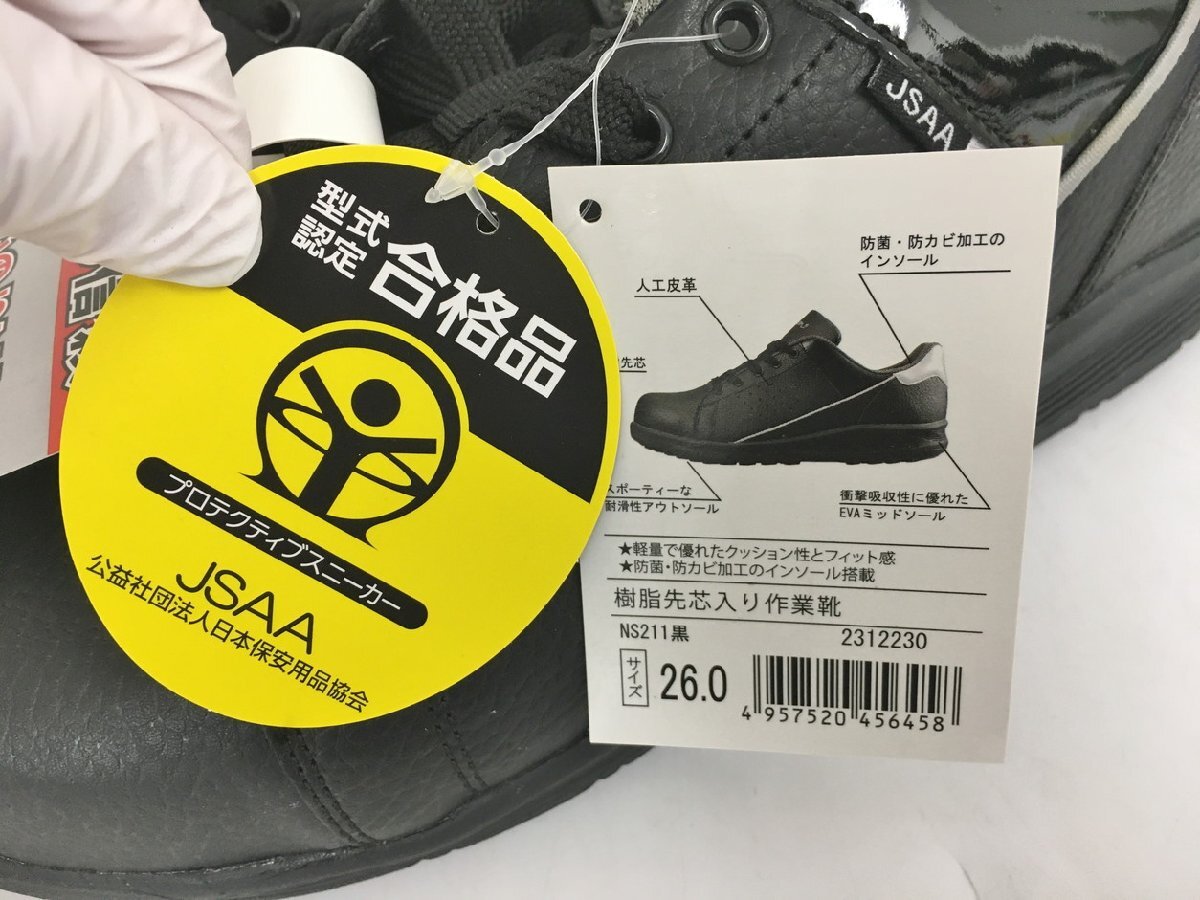 JSAA
型式
認定
合格品
プロテクティブスニーカー
JSAA
公益社団法人日本保安用品協会
防菌・防カビ加工の
インソール
人工皮革
先芯
スポーティーな
耐滑性アウトソール
衝撃吸収性に優れた
EVAミッドソール
★軽量で優れたクッション性とフィット感
★防菌・防カビ加工のインソール搭載
樹脂先芯入り作業靴
NS211黒 2312230
サイズ 26.0
4 957520 456458